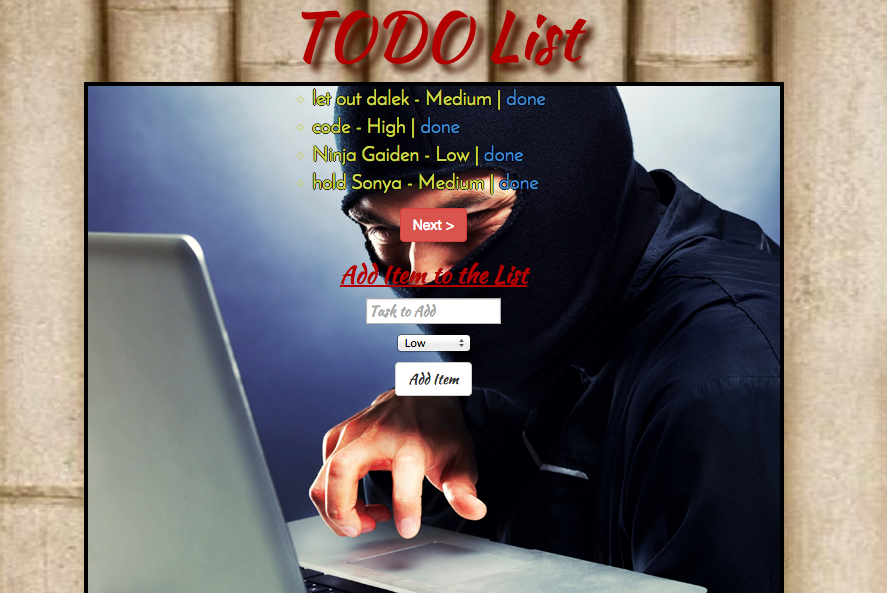 TODO List
let out dalek - Medium | done
code - High | done
Ninja Gaiden - Low | done
hold Sonya - Medium | done
Next >
Add Item to the List
Task to Add
Low
Add Item